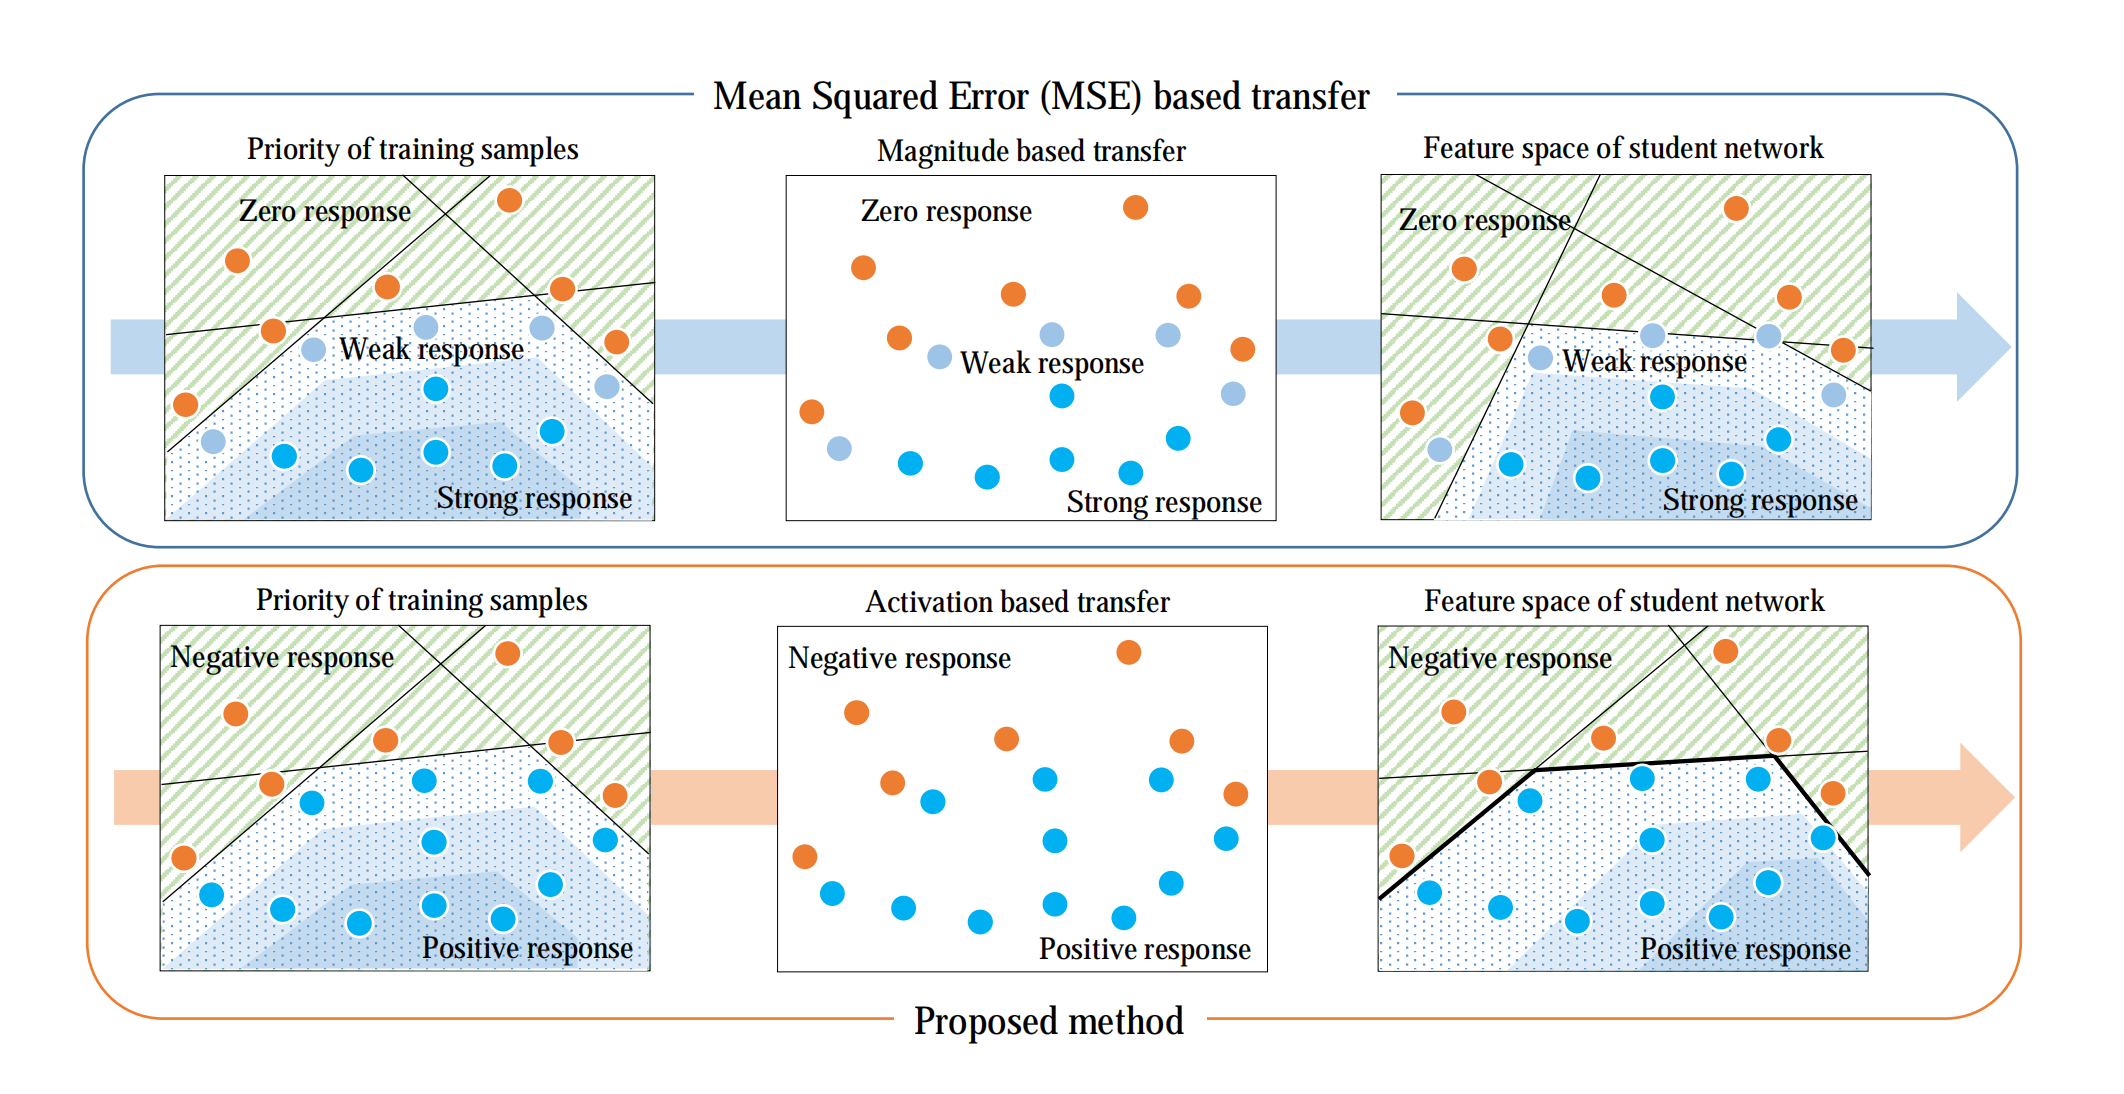 Mean Squared Error (MSE) based transfer
Priority of training samples
Magnitude based transfer
Feature space of student network
Zero response
Weak response
Strong response
Zero response
Weak response
Strong response
Zero response
Weak response
Strong response
Priority of training samples
Activation based transfer
Feature space of student network
Negative response
Positive response
Negative response
Positive response
Negative response
Positive response
Proposed method